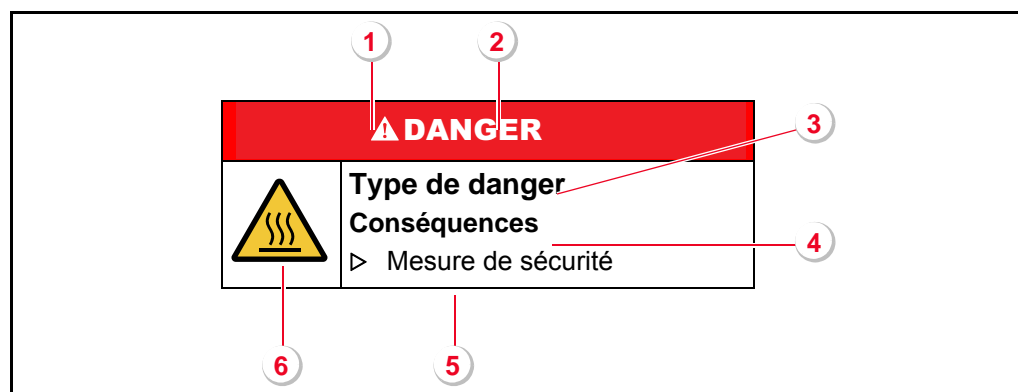 1 2
DANGER
3
Type de danger
Conséquences
4
Mesure de sécurité
6 5